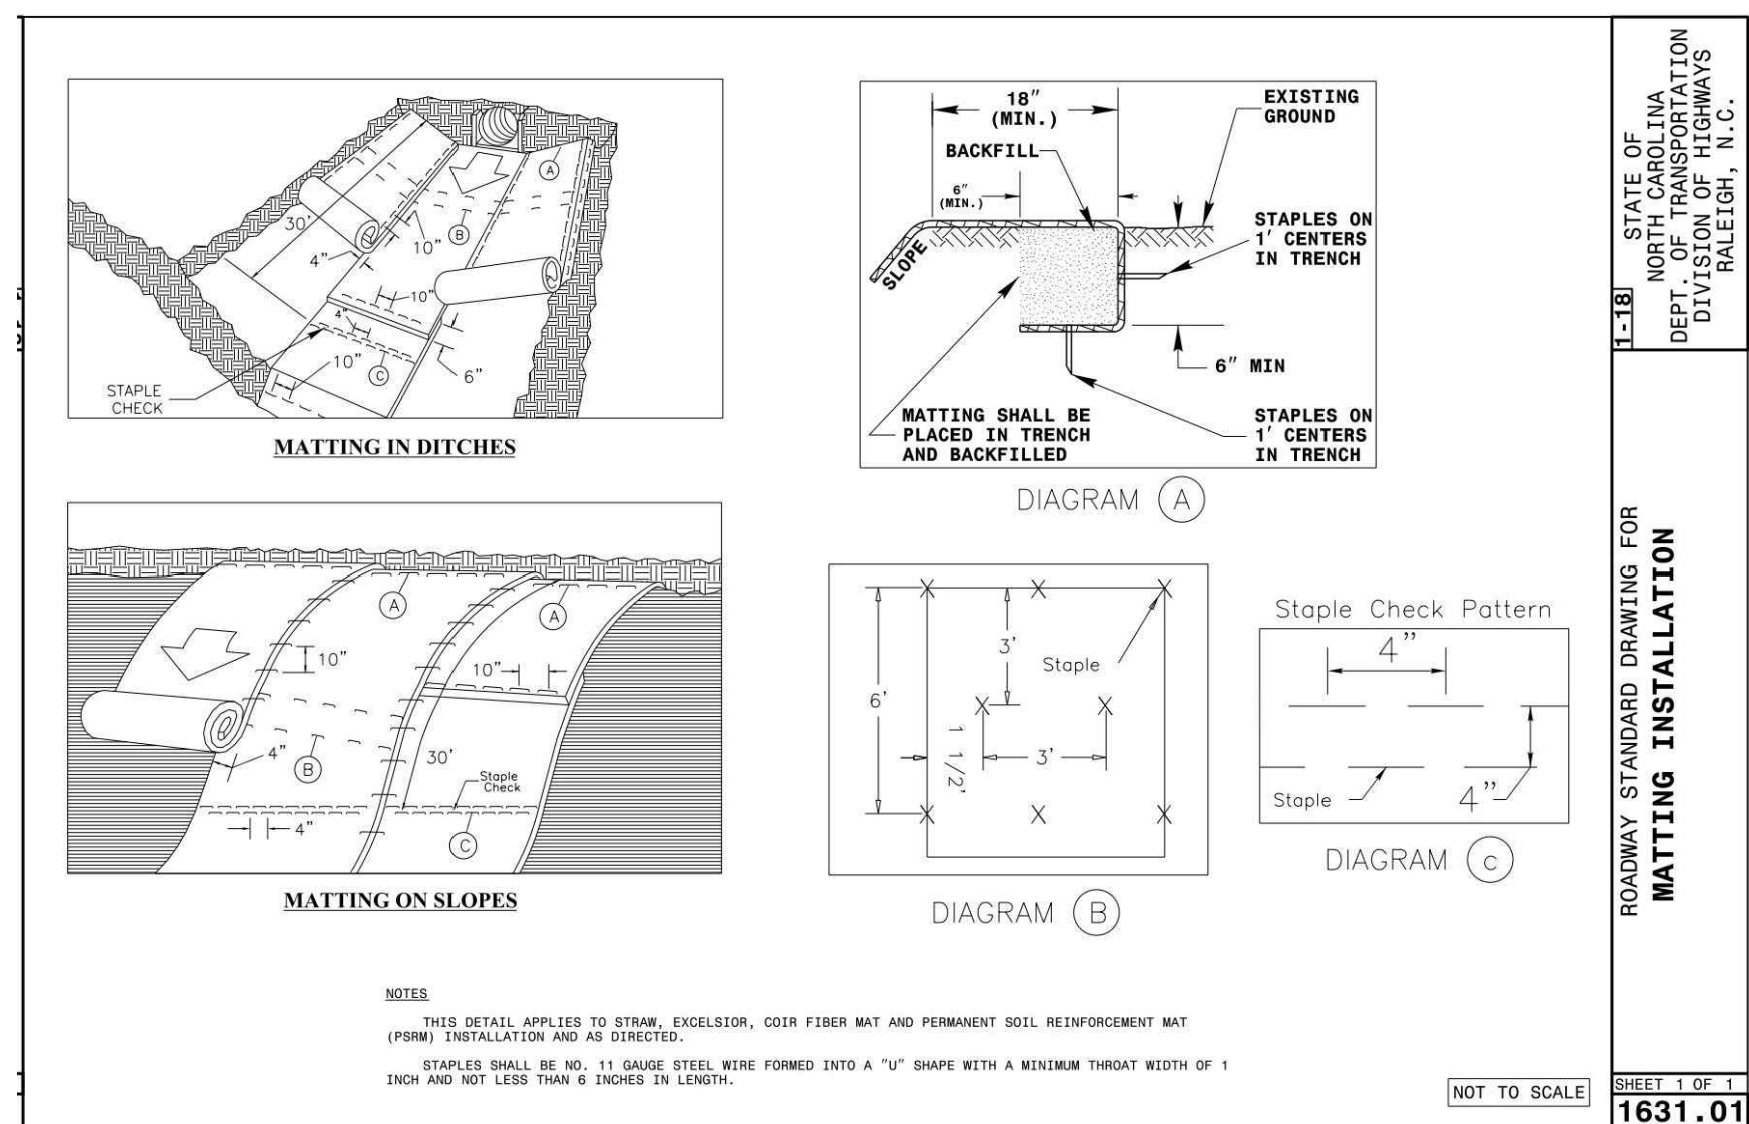 30'
4"
10"
A
B
10"
4"
10"
C
6"
STAPLE
CHECK
MATTING IN DITCHES
18"
(MIN.)
EXISTING
GROUND
BACKFILL
6"
(MIN.)
STAPLES ON
1' CENTERS
IN TRENCH
SLOPE
6" MIN
MATTING SHALL BE
PLACED IN TRENCH
AND BACKFILLED
STAPLES ON
1' CENTERS
IN TRENCH
DIAGRAM A
A
A
10"
10"
4"
B
30'
Staple
Check
4"
C
MATTING ON SLOPES
3'
Staple
6'
1 1/2'
3'
DIAGRAM B
Staple Check Pattern
4"
Staple
4"
DIAGRAM c
NOTES
THIS DETAIL APPLIES TO STRAW, EXCELSIOR, COIR FIBER MAT AND PERMANENT SOIL REINFORCEMENT MAT
(PSRM) INSTALLATION AND AS DIRECTED.
STAPLES SHALL BE NO. 11 GAUGE STEEL WIRE FORMED INTO A "U" SHAPE WITH A MINIMUM THROAT WIDTH OF 1
INCH AND NOT LESS THAN 6 INCHES IN LENGTH.
NOT TO SCALE
1-18
STATE OF
NORTH CAROLINA
DEPT. OF TRANSPORTATION
DIVISION OF HIGHWAYS
RALEIGH, N.C.
ROADWAY STANDARD DRAWING FOR
MATTING INSTALLATION
SHEET 1 OF 1
1631.01